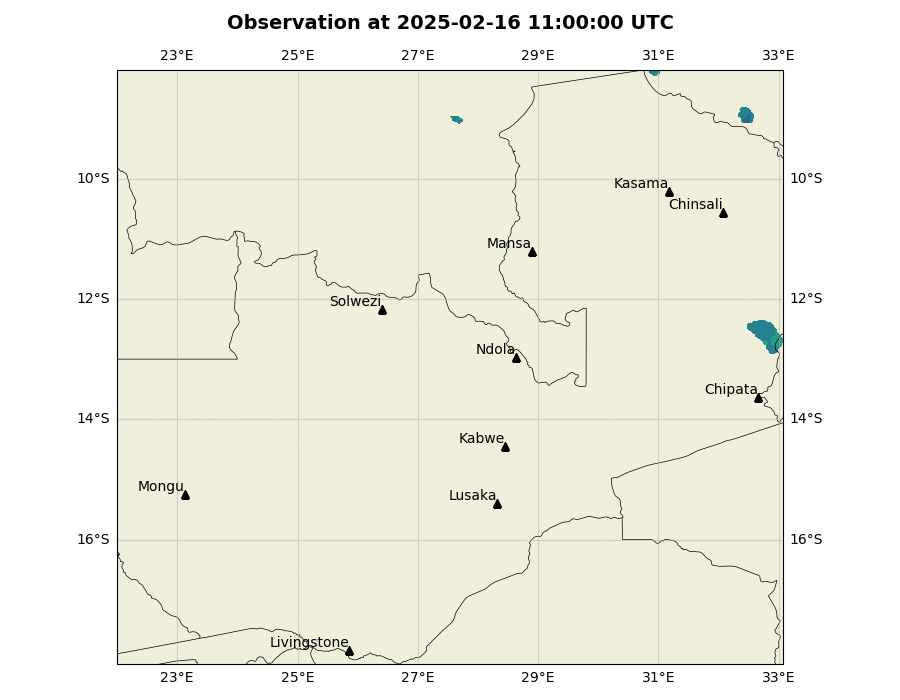 Observation at 2025-02-16 11:00:00 UTC
23°E 25°E 27°E 29°E 31°E 33°E
10°S 10°S
Kasama
Chinsali
Mansa
12°S 12°S
Solwezi
Ndola
Chipata
14°S 14°S
Kabwe
Mongu
Lusaka
16°S 16°S
Livingstone
23°E 25°E 27°E 29°E 31°E 33°E